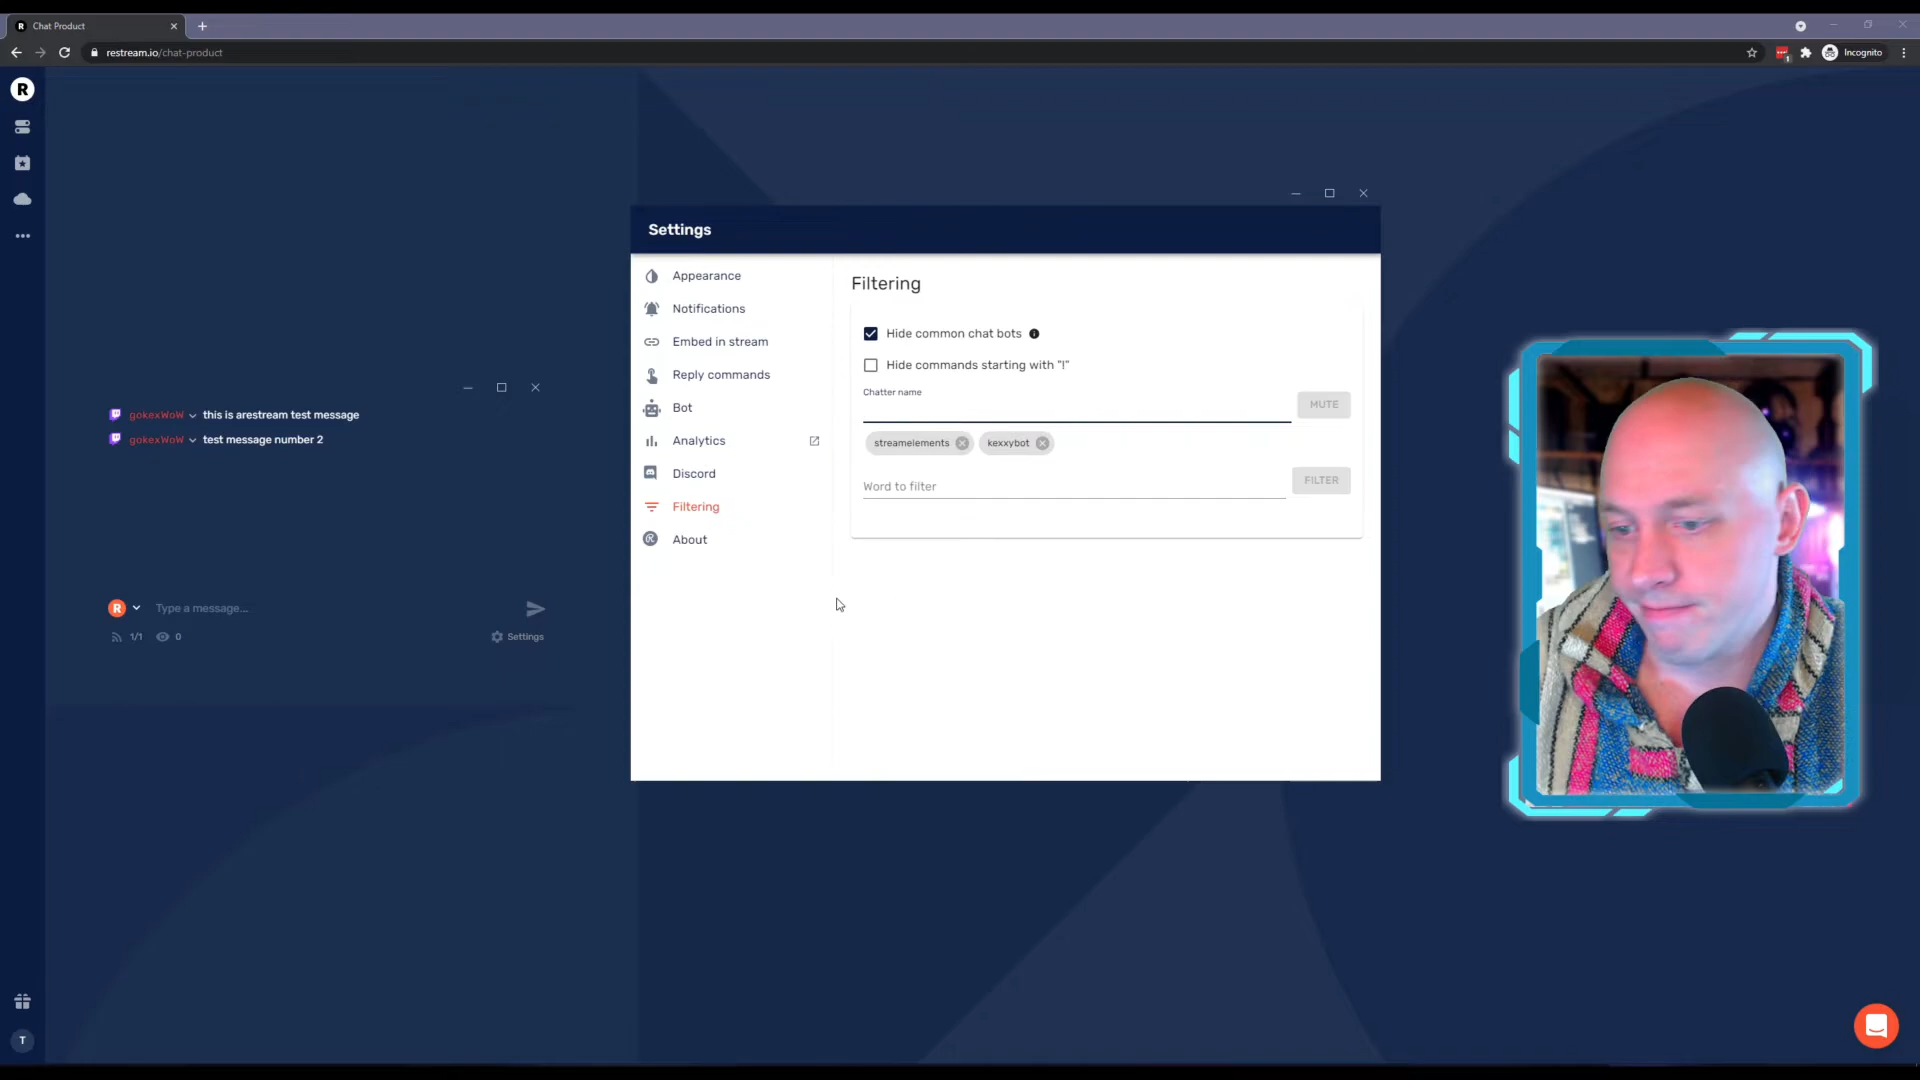 Chat Product
restream.io/chat-product
Incognito
R
Settings
Appearance
Notifications
Embed in stream
Reply commands
Bot
Analytics
Discord
Filtering
About
Filtering
Hide common chat bots
Hide commands starting with "!"
Chatter name
MUTE
streamelements
kexxybot
Word to filter
FILTER
gokexWoW this is arestream test message
gokexWoW test message number 2
R Type a message...
1/1 0 Settings
T